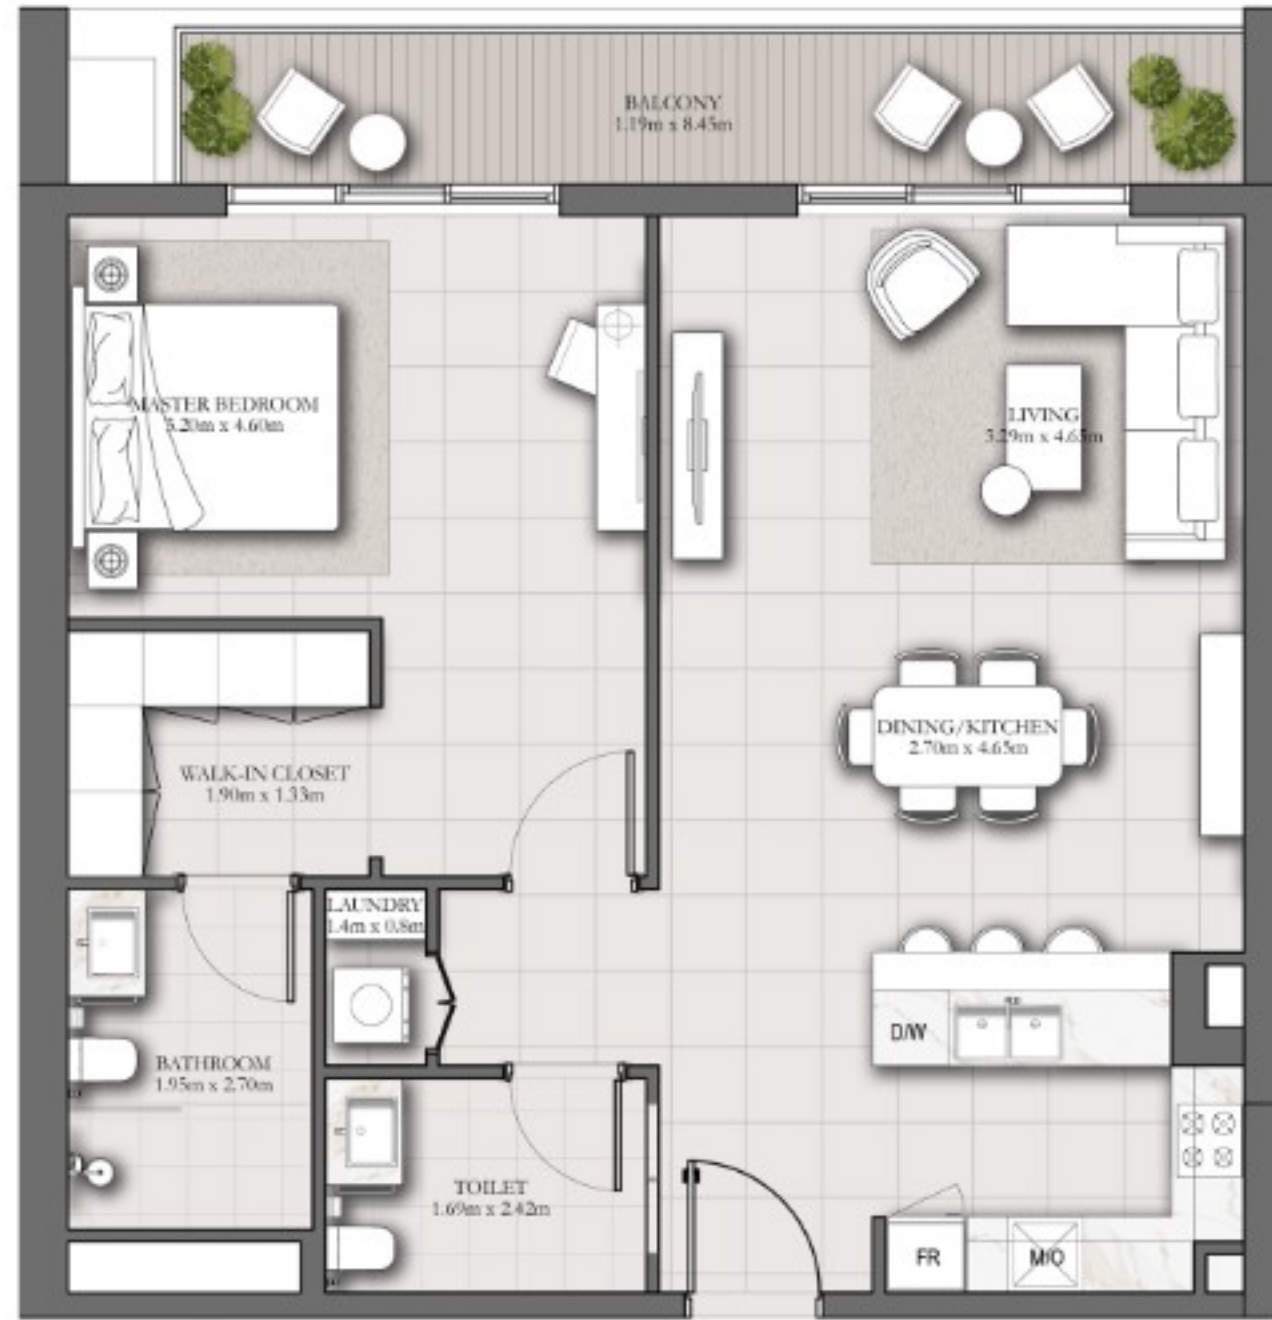 BALCONY
1.19m x 8.45m
MASTER BEDROOM
3.20m x 4.60m
LIVING
3.29m x 4.65m
DINING/KITCHEN
2.70m x 4.65m
WALK-IN CLOSET
1.90m x 1.33m
LAUNDRY
1.4m x 0.8m
D/W
BATHROOM
1.95m x 2.70m
TOILET
1.69m x 2.42m
FR
M/O